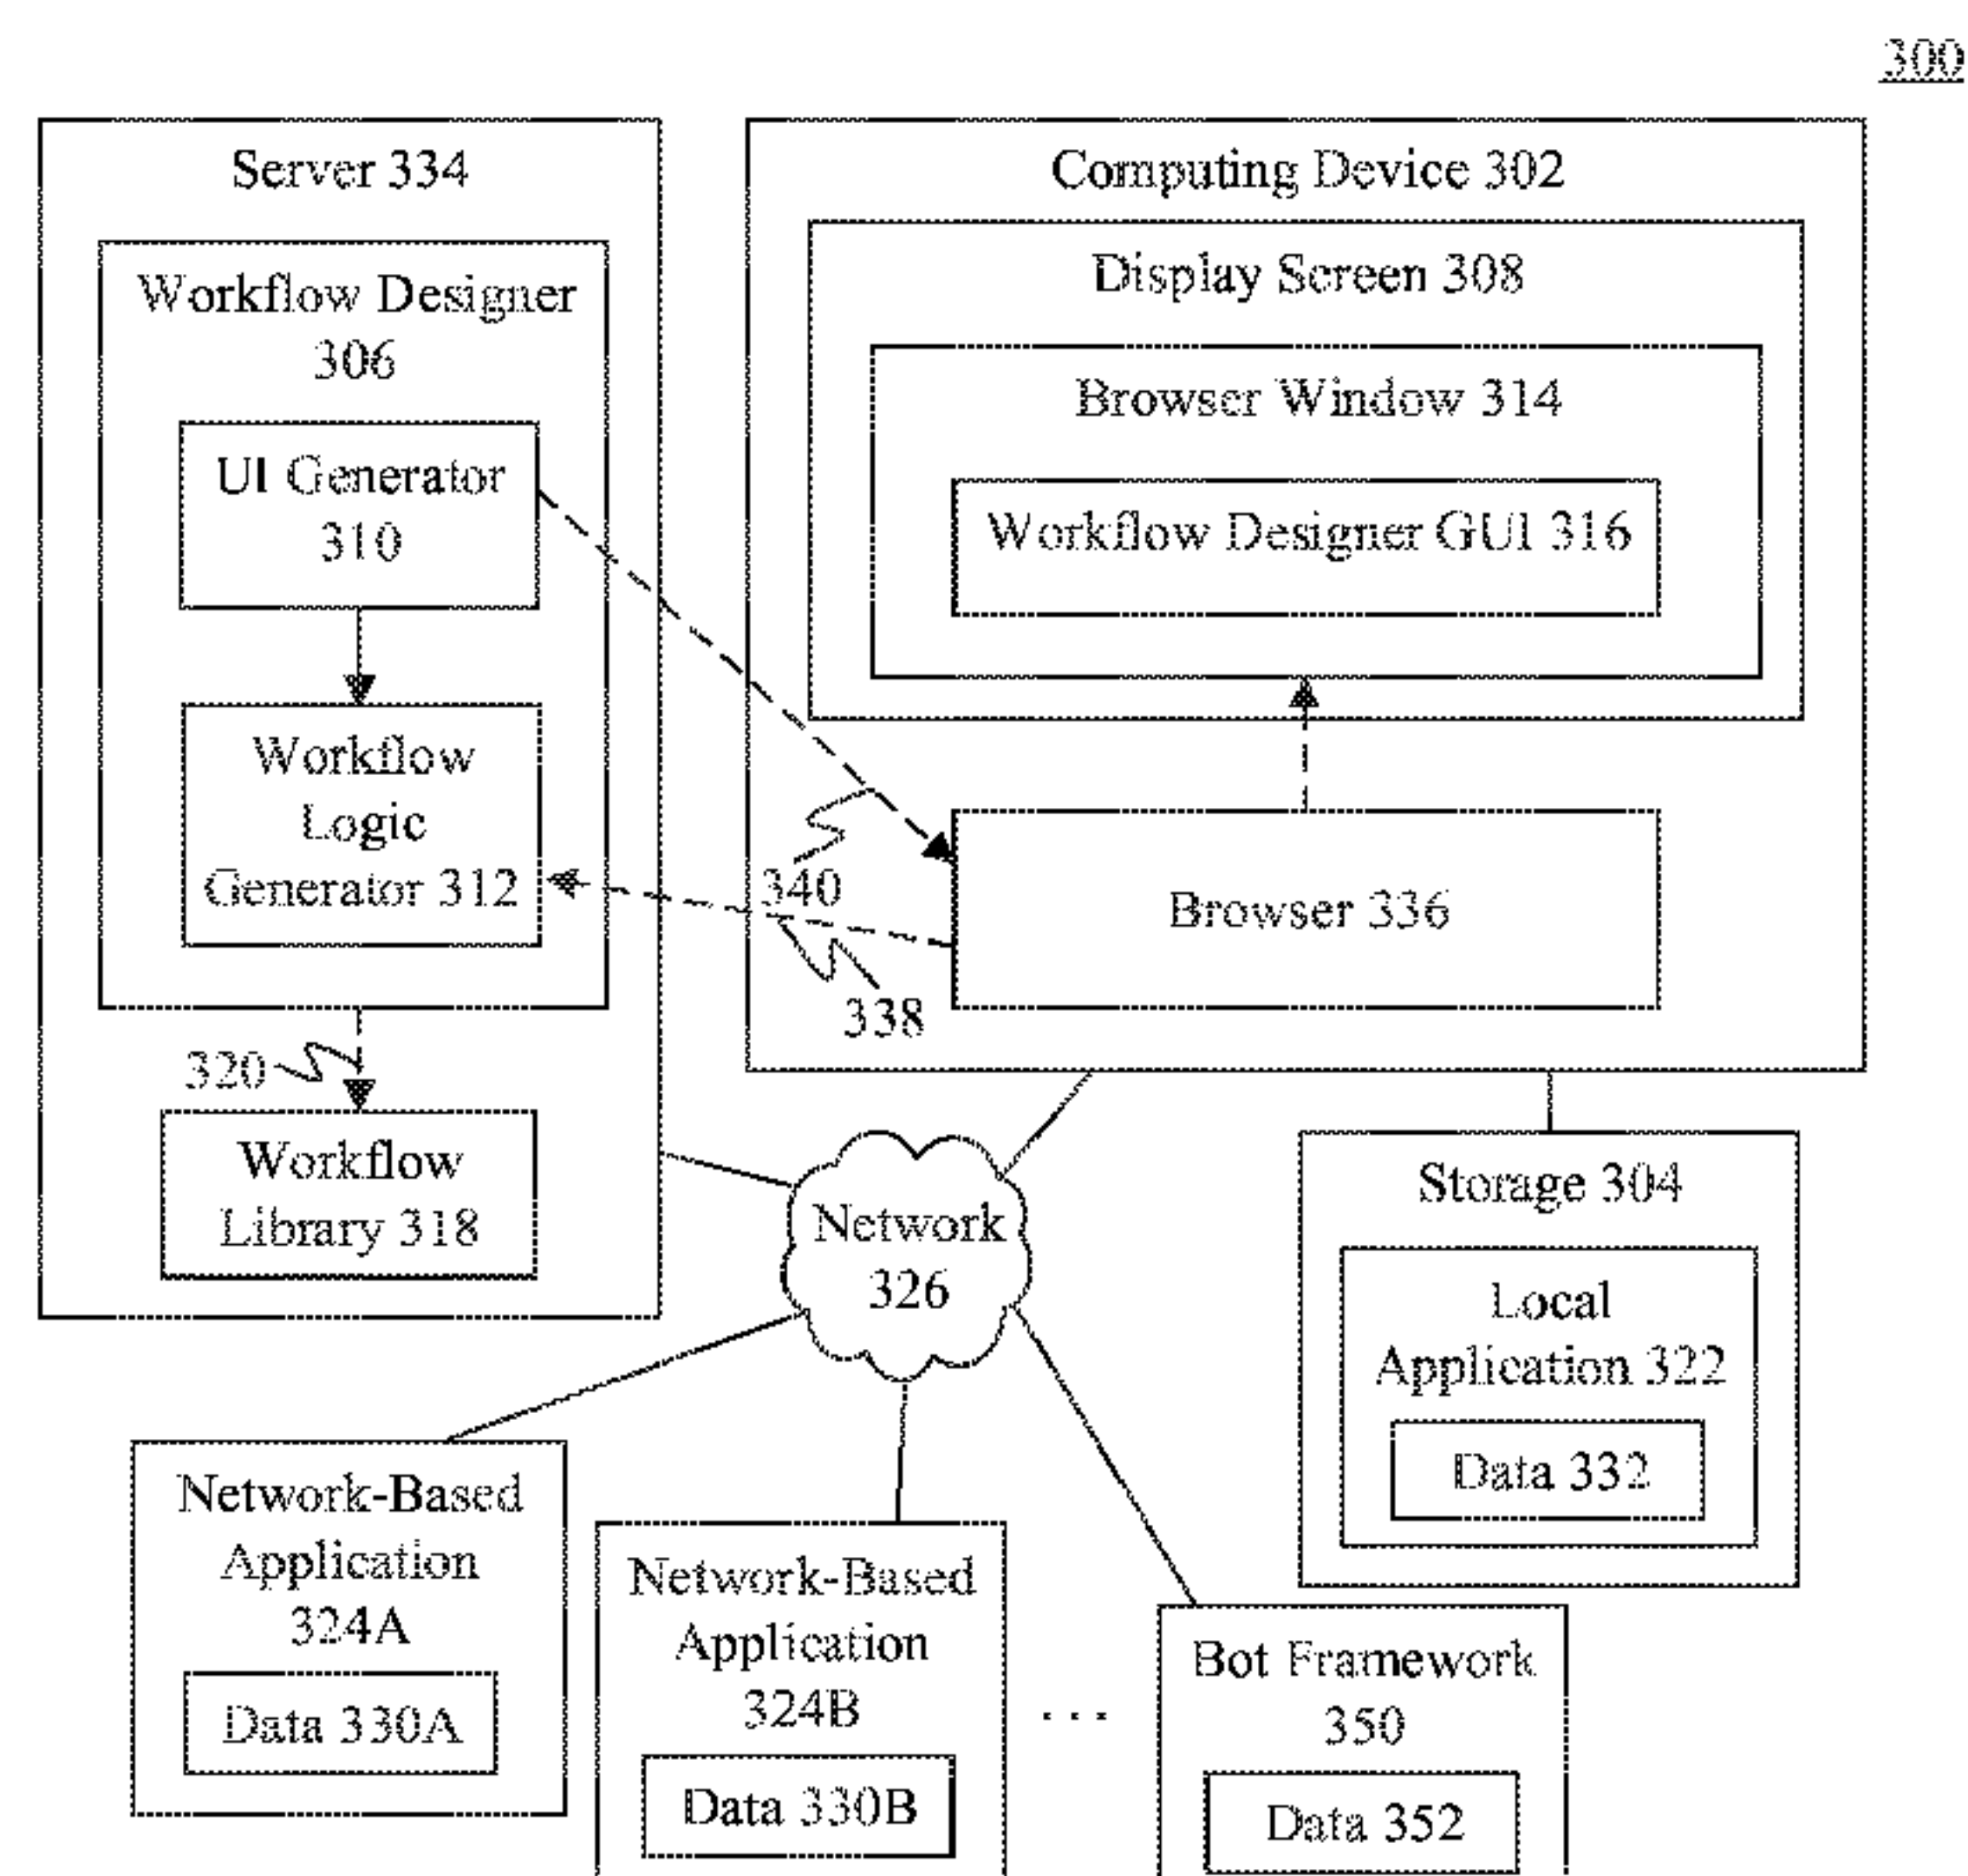 300
Server 334
Workflow Designer
306
UI Generator
310
Workflow
Logic
Generator 312
320
Workflow
Library 318
Computing Device 302
Display Screen 308
Browser Window 314
Workflow Designer GUI 316
340
Browser 336
338
Network
326
Storage 304
Local
Application 322
Data 332
Network-Based
Application
324A
Data 330A
Network-Based
Application
324B
Data 330B
. . .
Bot Framework
350
Data 352